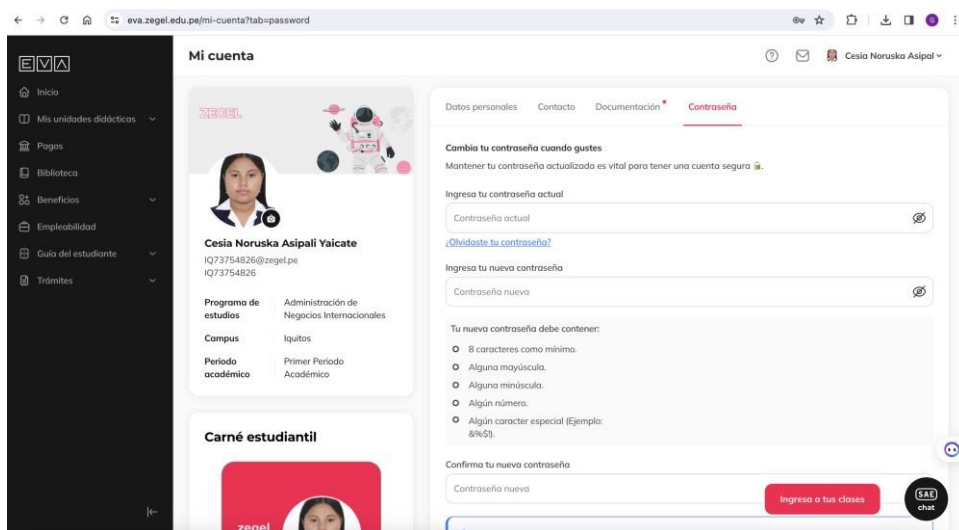 eva.zegel.edu.pe/mi-cuenta?tab=password
G
EVA
Mi cuenta
Cesia Noruska Asipal
Inicio
Mis unidades didácticas
Pagos
Biblioteca
Beneficios
Empleabilidad
Guía del estudiante
Trámites
ZEGEL
Cesia Noruska Asipali Yaicate
IQ73754826@zegel.pe
IQ73754826
Programa de estudios Administración de Negocios Internacionales
Campus Iquitos
Periodo académico Primer Periodo Académico
Carné estudiantil
zegel
Datos personales Contacto Documentación Contraseña
Cambia tu contraseña cuando gustes
Mantener tu contraseña actualizada es vital para tener una cuenta segura 🔒.
Ingresa tu contraseña actual
Contraseña actual
¿Olvidaste tu contraseña?
Ingresa tu nueva contraseña
Contraseña nueva
Tu nueva contraseña debe contener:
8 caracteres como mínimo.
Alguna mayúscula.
Alguna minúscula.
Algún número.
Algún caracter especial (Ejemplo:
&%$!).
Confirma tu nueva contraseña
Contraseña nueva
Ingresa a tus clases
SAE
chat